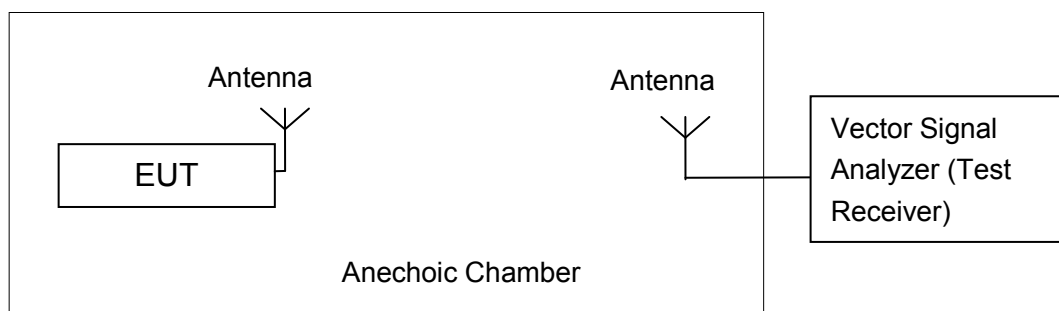 Antenna
Antenna
EUT
Vector Signal
Analyzer (Test
Receiver)
Anechoic Chamber